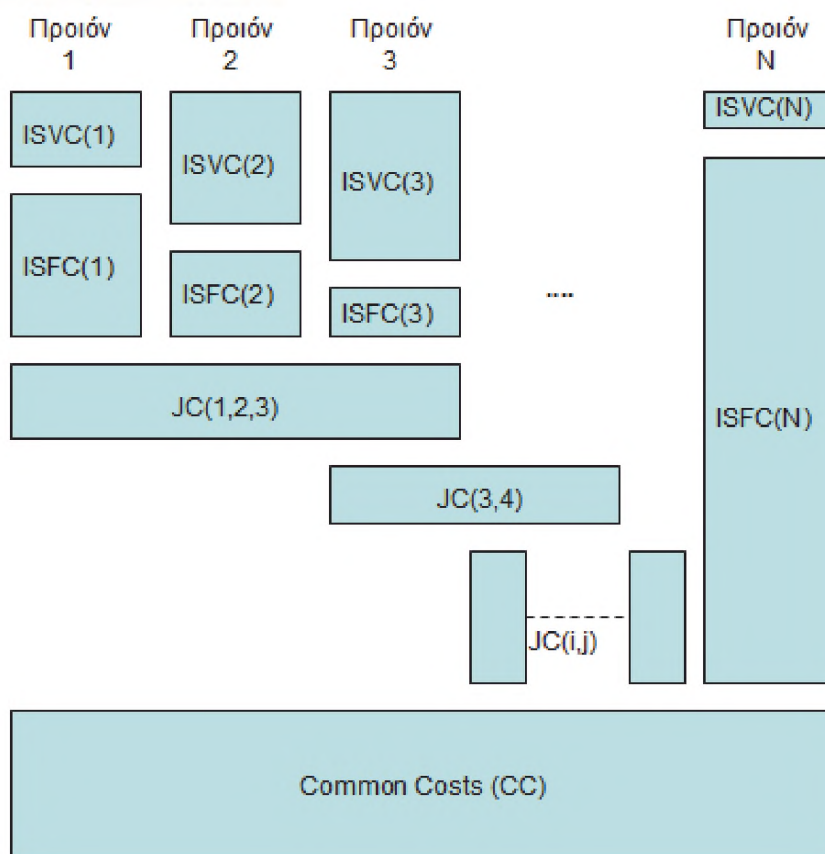 Προιόν Προιόν Προιόν Προιόν
1 2 3 N
ISVC(1) ISVC(2) ISVC(3) ISVC(N)
ISFC(1) ISFC(2) ISFC(3) .... ISFC(N)
JC(1,2,3)
JC(3,4)
JC(i,j)
Common Costs (CC)